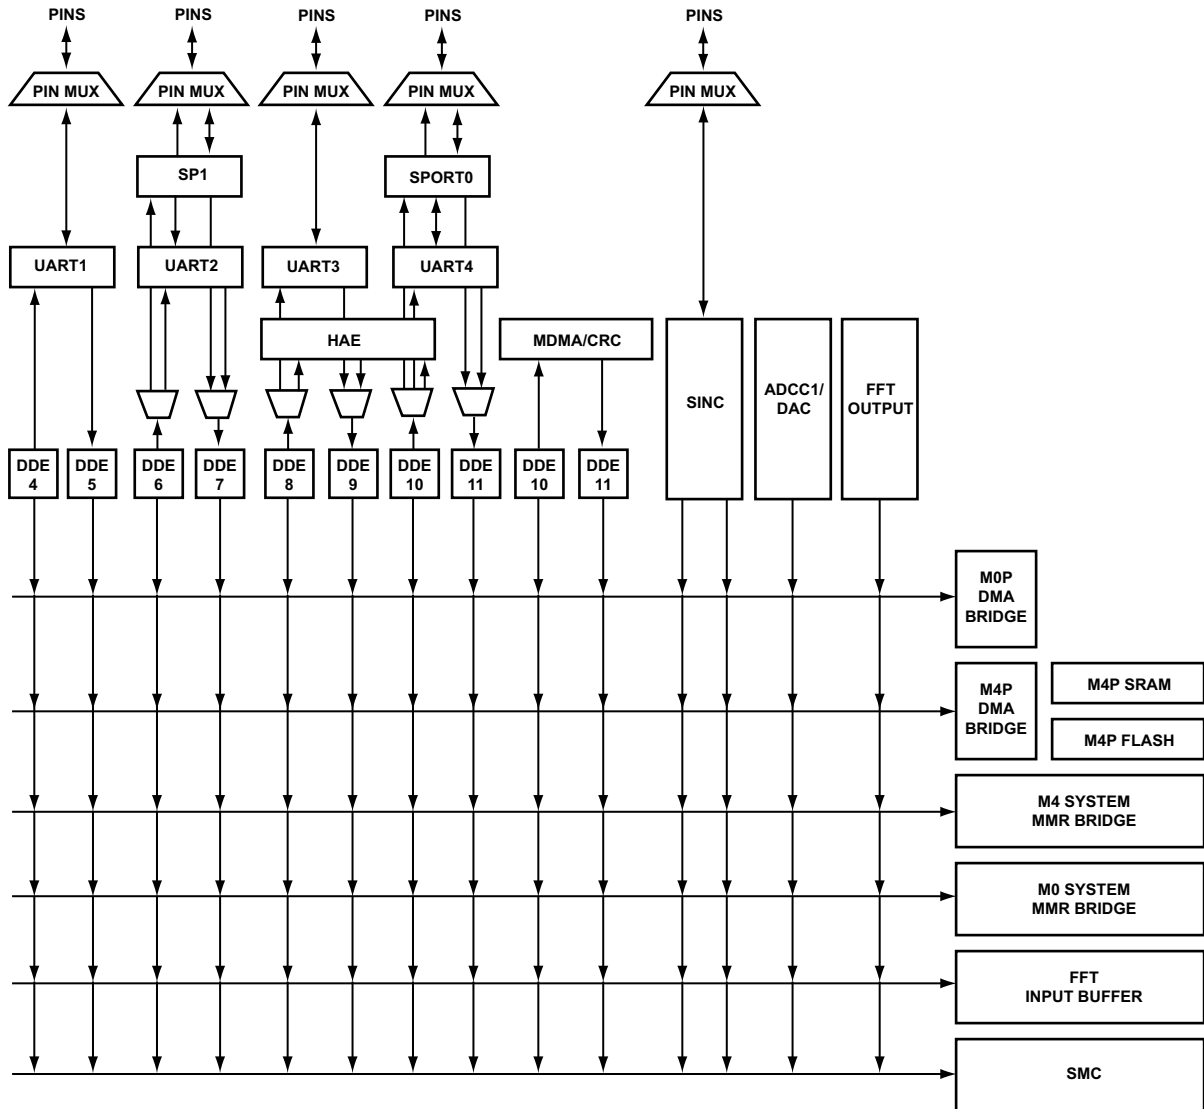 PINS
PINS
PINS
PINS
PINS
PIN MUX
PIN MUX
PIN MUX
PIN MUX
PIN MUX
SP1
SPORT0
UART1
UART2
UART3
UART4
HAE
MDMA/CRC
SINC
ADCC1/
DAC
FFT
OUTPUT
DDE
4
DDE
5
DDE
6
DDE
7
DDE
8
DDE
9
DDE
10
DDE
11
DDE
10
DDE
11
M0P
DMA
BRIDGE
M4P
DMA
BRIDGE
M4P SRAM
M4P FLASH
M4 SYSTEM
MMR BRIDGE
M0 SYSTEM
MMR BRIDGE
FFT
INPUT BUFFER
SMC